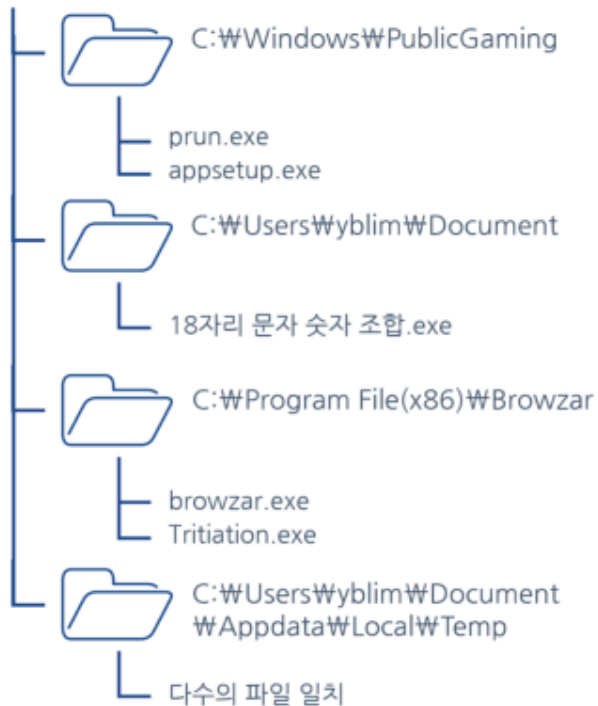 C:₩Windows₩PublicGaming
prun.exe
appsetup.exe
C:₩Users₩yblim₩Document
18자리 문자 숫자 조합.exe
C:₩Program File(x86)₩Browzar
browzar.exe
Tritiation.exe
C:₩Users₩yblim₩Document
₩Appdata₩Local₩Temp
다수의 파일 일치